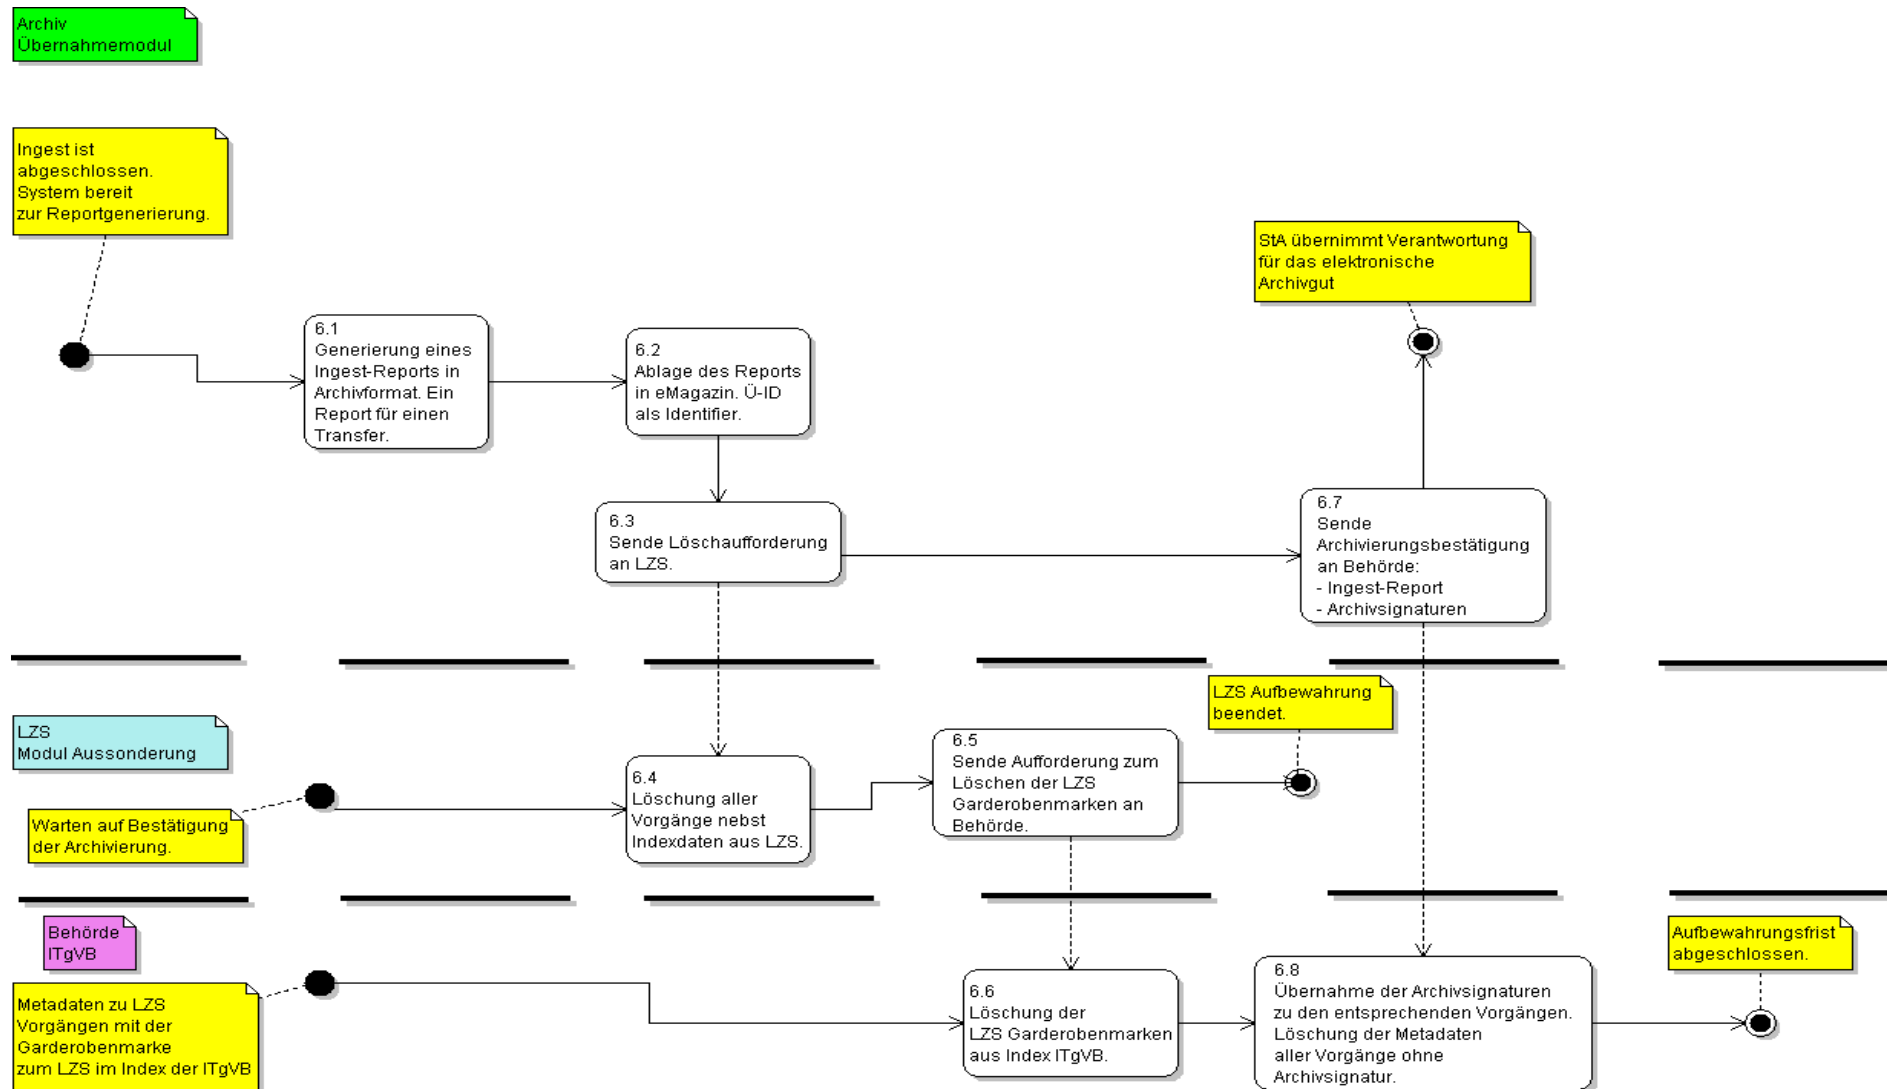 Archiv
Übernahmemodul
Ingest ist
abgeschlossen.
System bereit
zur Reportgenerierung.
StA übernimmt Verantwortung
für das elektronische
Archivgut
6.1
Generierung eines
Ingest-Reports in
Archivformat. Ein
Report für einen
Transfer.
6.2
Ablage des Reports
in eMagazin. Ü-ID
als Identifier.
6.3
Sende Löschaufforderung
an LZS.
6.7
Sende
Archivierungsbestätigung
an Behörde:
- Ingest-Report
- Archivsignaturen
LZS
Modul Aussonderung
Warten auf Bestätigung
der Archivierung.
6.4
Löschung aller
Vorgänge nebst
Indexdaten aus LZS.
6.5
Sende Aufforderung zum
Löschen der LZS
Garderobenmarken an
Behörde.
LZS Aufbewahrung
beendet.
Behörde
ITgVB
Metadaten zu LZS
Vorgängen mit der
Garderobenmarke
zum LZS im Index der ITgVB
6.6
Löschung der
LZS Garderobenmarken
aus Index ITgVB.
6.8
Übernahme der Archivsignaturen
zu den entsprechenden Vorgängen.
Löschung der Metadaten
aller Vorgänge ohne
Archivsignatur.
Aufbewahrungsfrist
abgeschlossen.